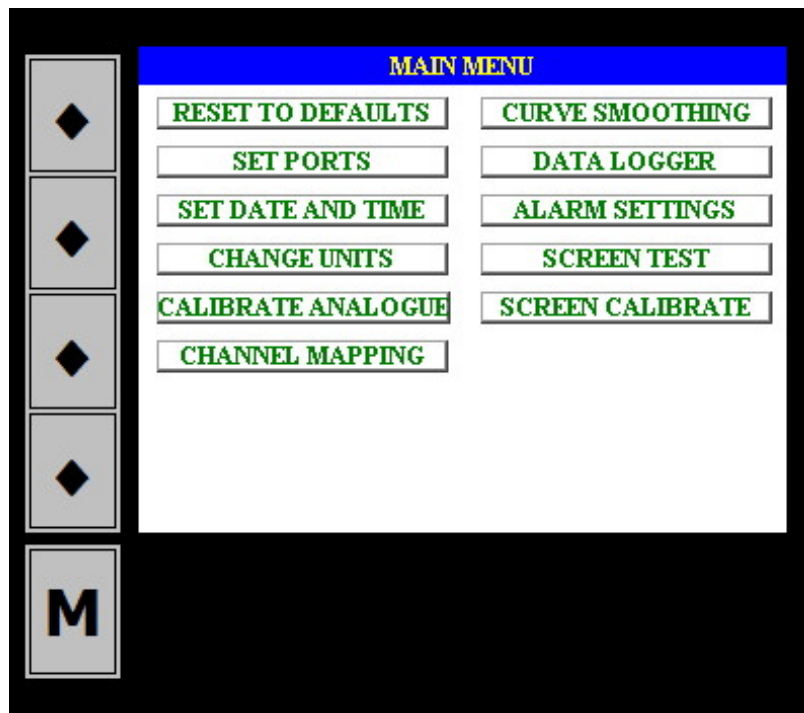 MAIN MENU
RESET TO DEFAULTS
CURVE SMOOTHING
SET PORTS
DATA LOGGER
SET DATE AND TIME
ALARM SETTINGS
CHANGE UNITS
SCREEN TEST
CALIBRATE ANALOGUE
SCREEN CALIBRATE
CHANNEL MAPPING
M